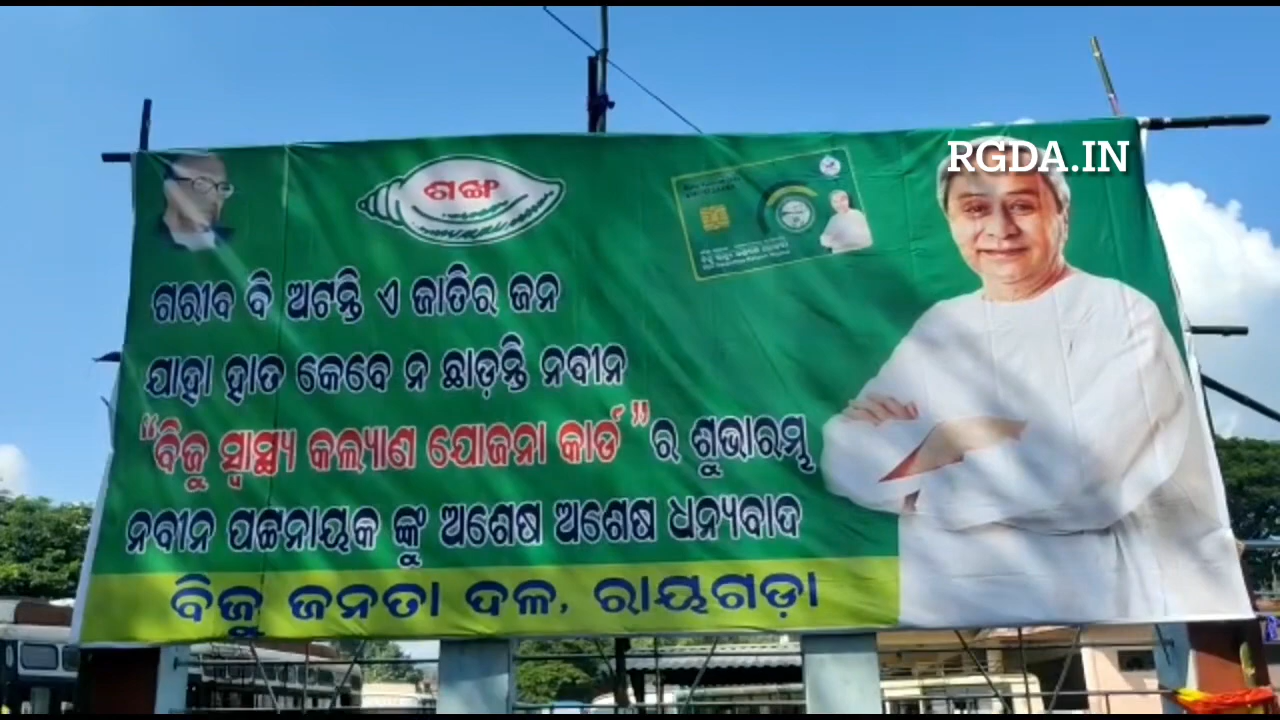 RGDA.IN
ଶଙ୍ଖ
ଗରୀବ ବି ଅଟନ୍ତି ଏ ଜାତିର ଜନ
ଯାହା ହାତ କେବେ ନ ଛାଡ଼ନ୍ତି ନବୀନ
“ବିଜୁ ସ୍ୱାସ୍ଥ୍ୟ କଲ୍ୟାଣ ଯୋଜନା କାର୍ଡ”ର ଶୁଭାରମ୍ଭ
ନବୀନ ପଟ୍ଟନାୟକ ଙ୍କୁ ଅଶେଷ ଅଶେଷ ଧନ୍ୟବାଦ
ବିଜୁ ଜନତା ଦଳ, ରାୟଗଡ଼ା